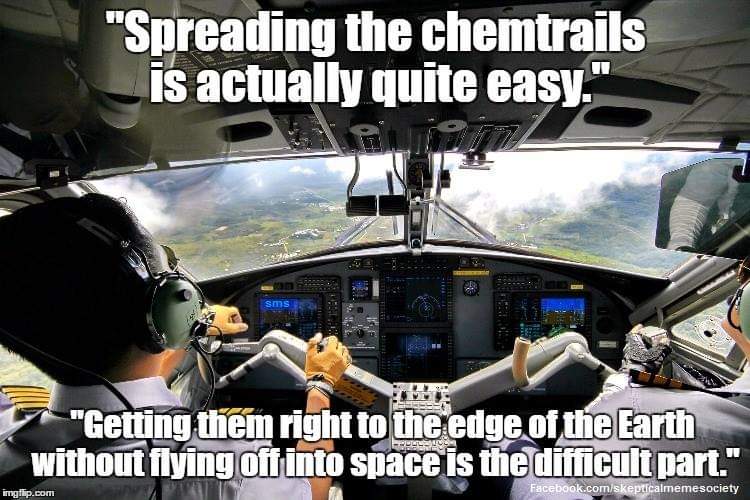 "Spreading the chemtrails
is actually quite easy."
sms
"Getting them right to the edge of the Earth
without flying off into space is the difficult part."
Facebook.com/skepticalmemesociety
imgflip.com